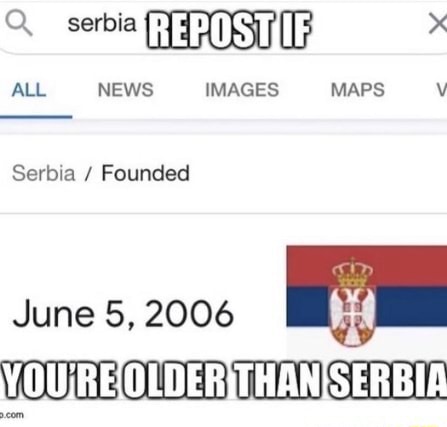 serbia REPOST IF
ALL NEWS IMAGES MAPS
Serbia / Founded
June 5, 2006
YOU'RE OLDER THAN SERBIA
p.com